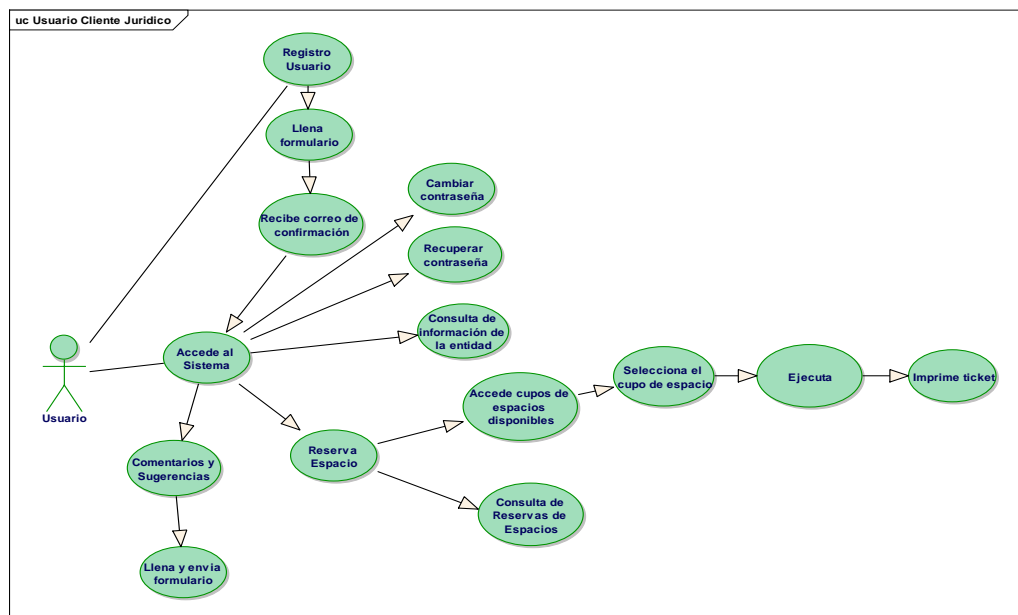 uc Usuario Cliente Juridico
Registro
Usuario
Llena
formulario
Recibe correo de
confirmación
Cambiar
contraseña
Recuperar
contraseña
Consulta de
información de
la entidad
Accede al
Sistema
Usuario
Selecciona el
cupo de espacio
Ejecuta
Imprime ticket
Accede cupos de
espacios
disponibles
Reserva
Espacio
Comentarios y
Sugerencias
Consulta de
Reservas de
Espacios
Llena y envia
formulario